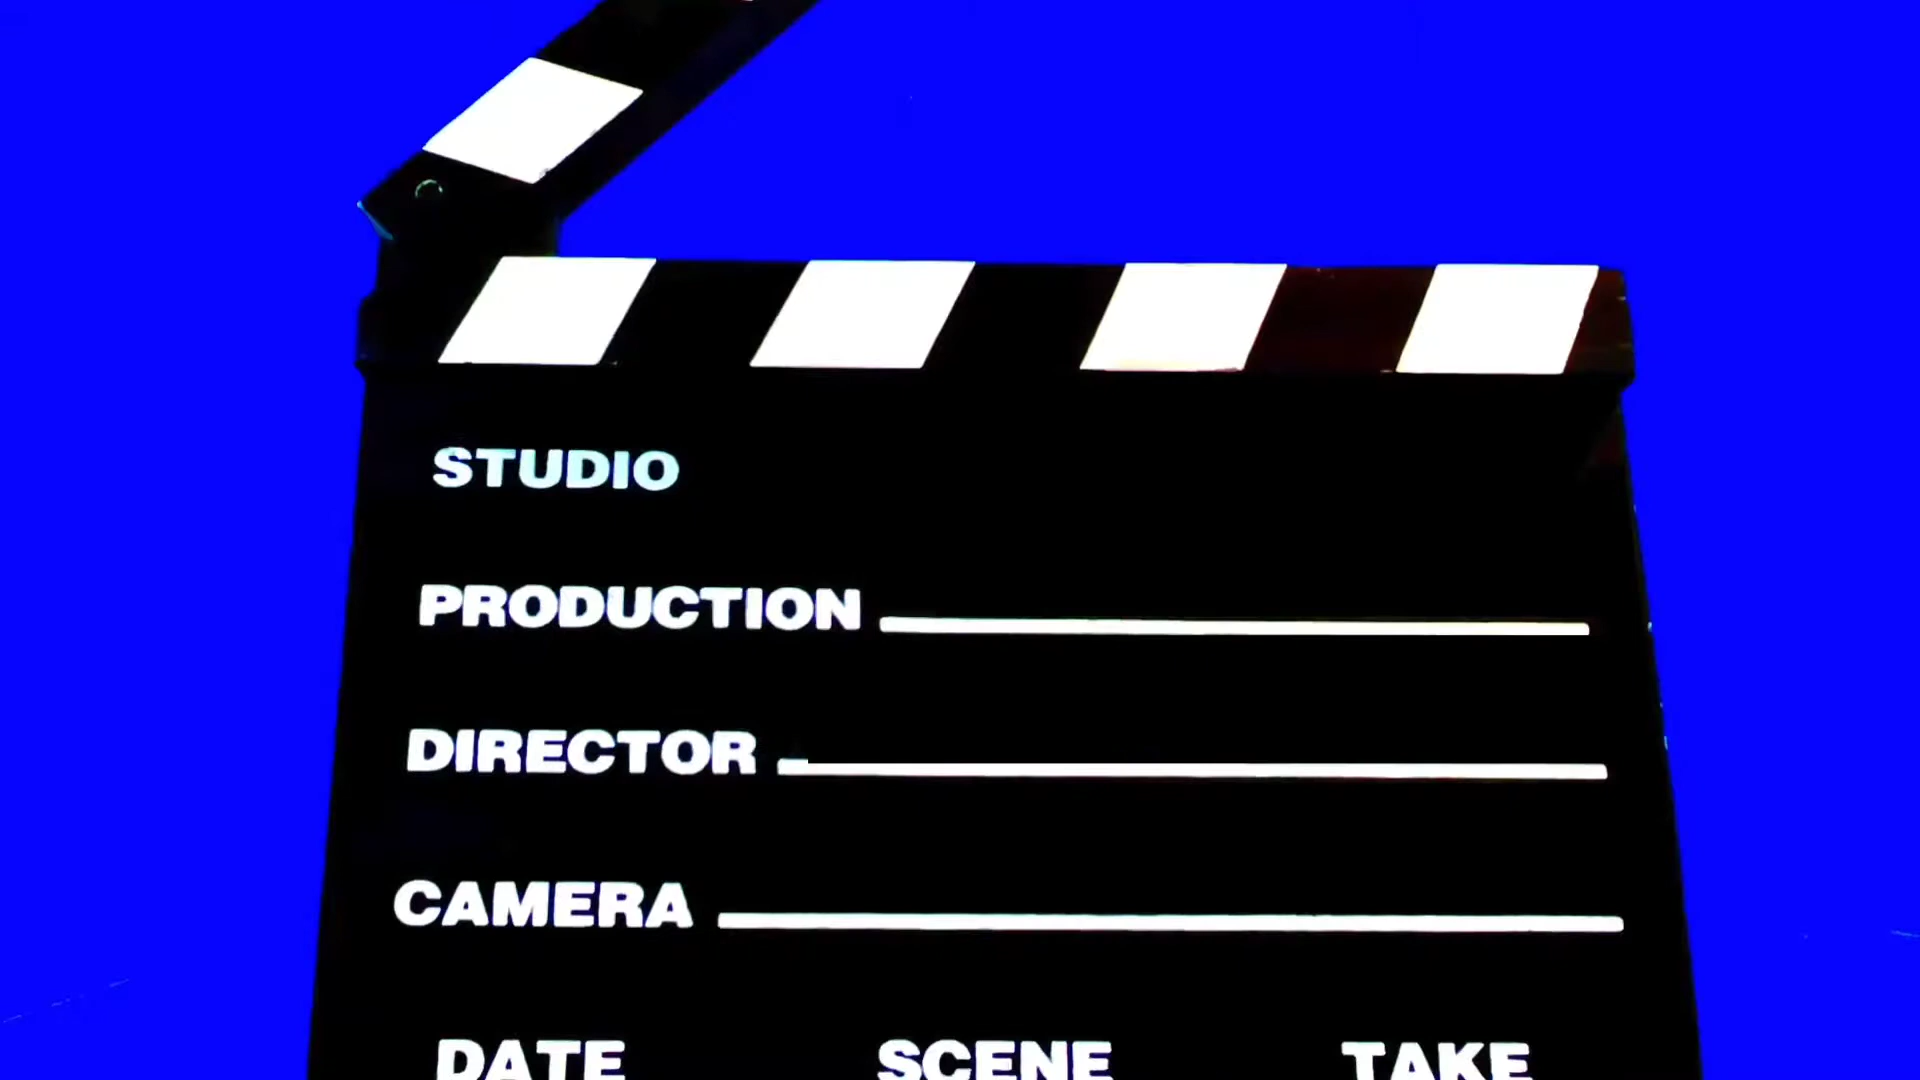 STUDIO
PRODUCTION
DIRECTOR
CAMERA
DATE SCENE TAKE